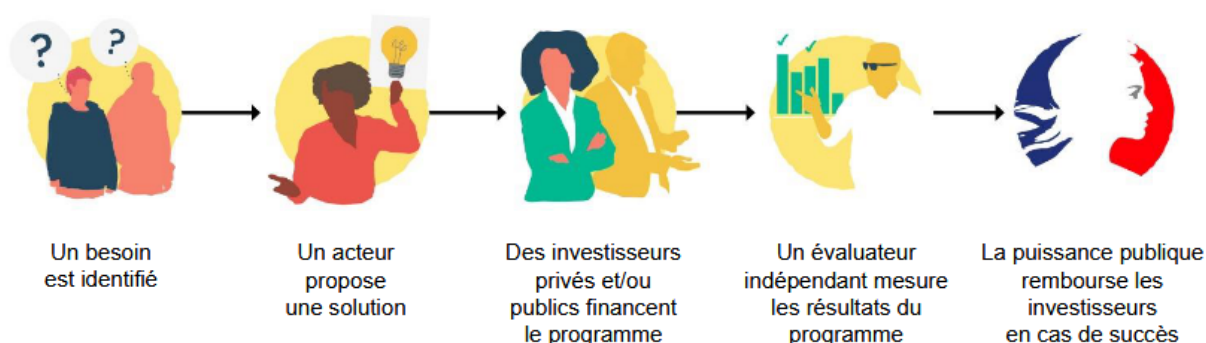 ?
?
Un besoin
est identifié
Un acteur
propose
une solution
Des investisseurs
privés et/ou
publics financent
le programme
Un évaluateur
indépendant mesure
les résultats du
programme
La puissance publique
rembourse les
investisseurs
en cas de succès